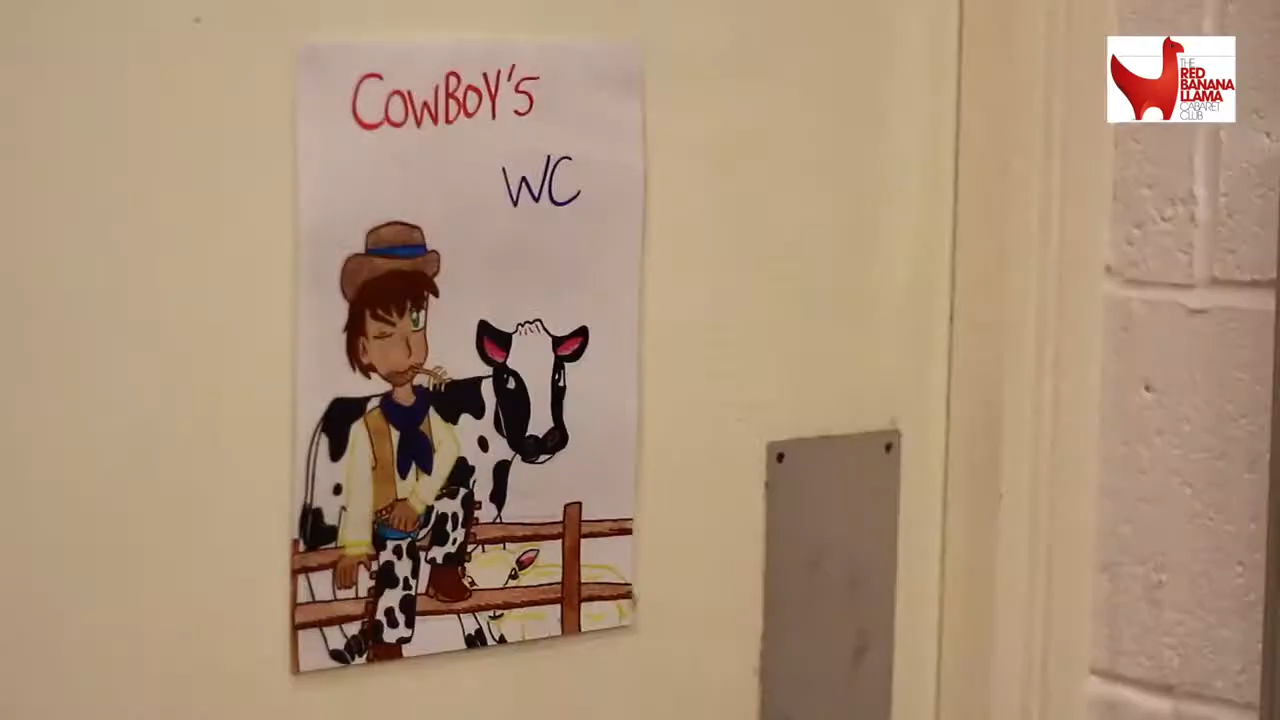 COWBOY'S
WC
THE
RED
BANANA
LLAMA
CABARET
CLUB